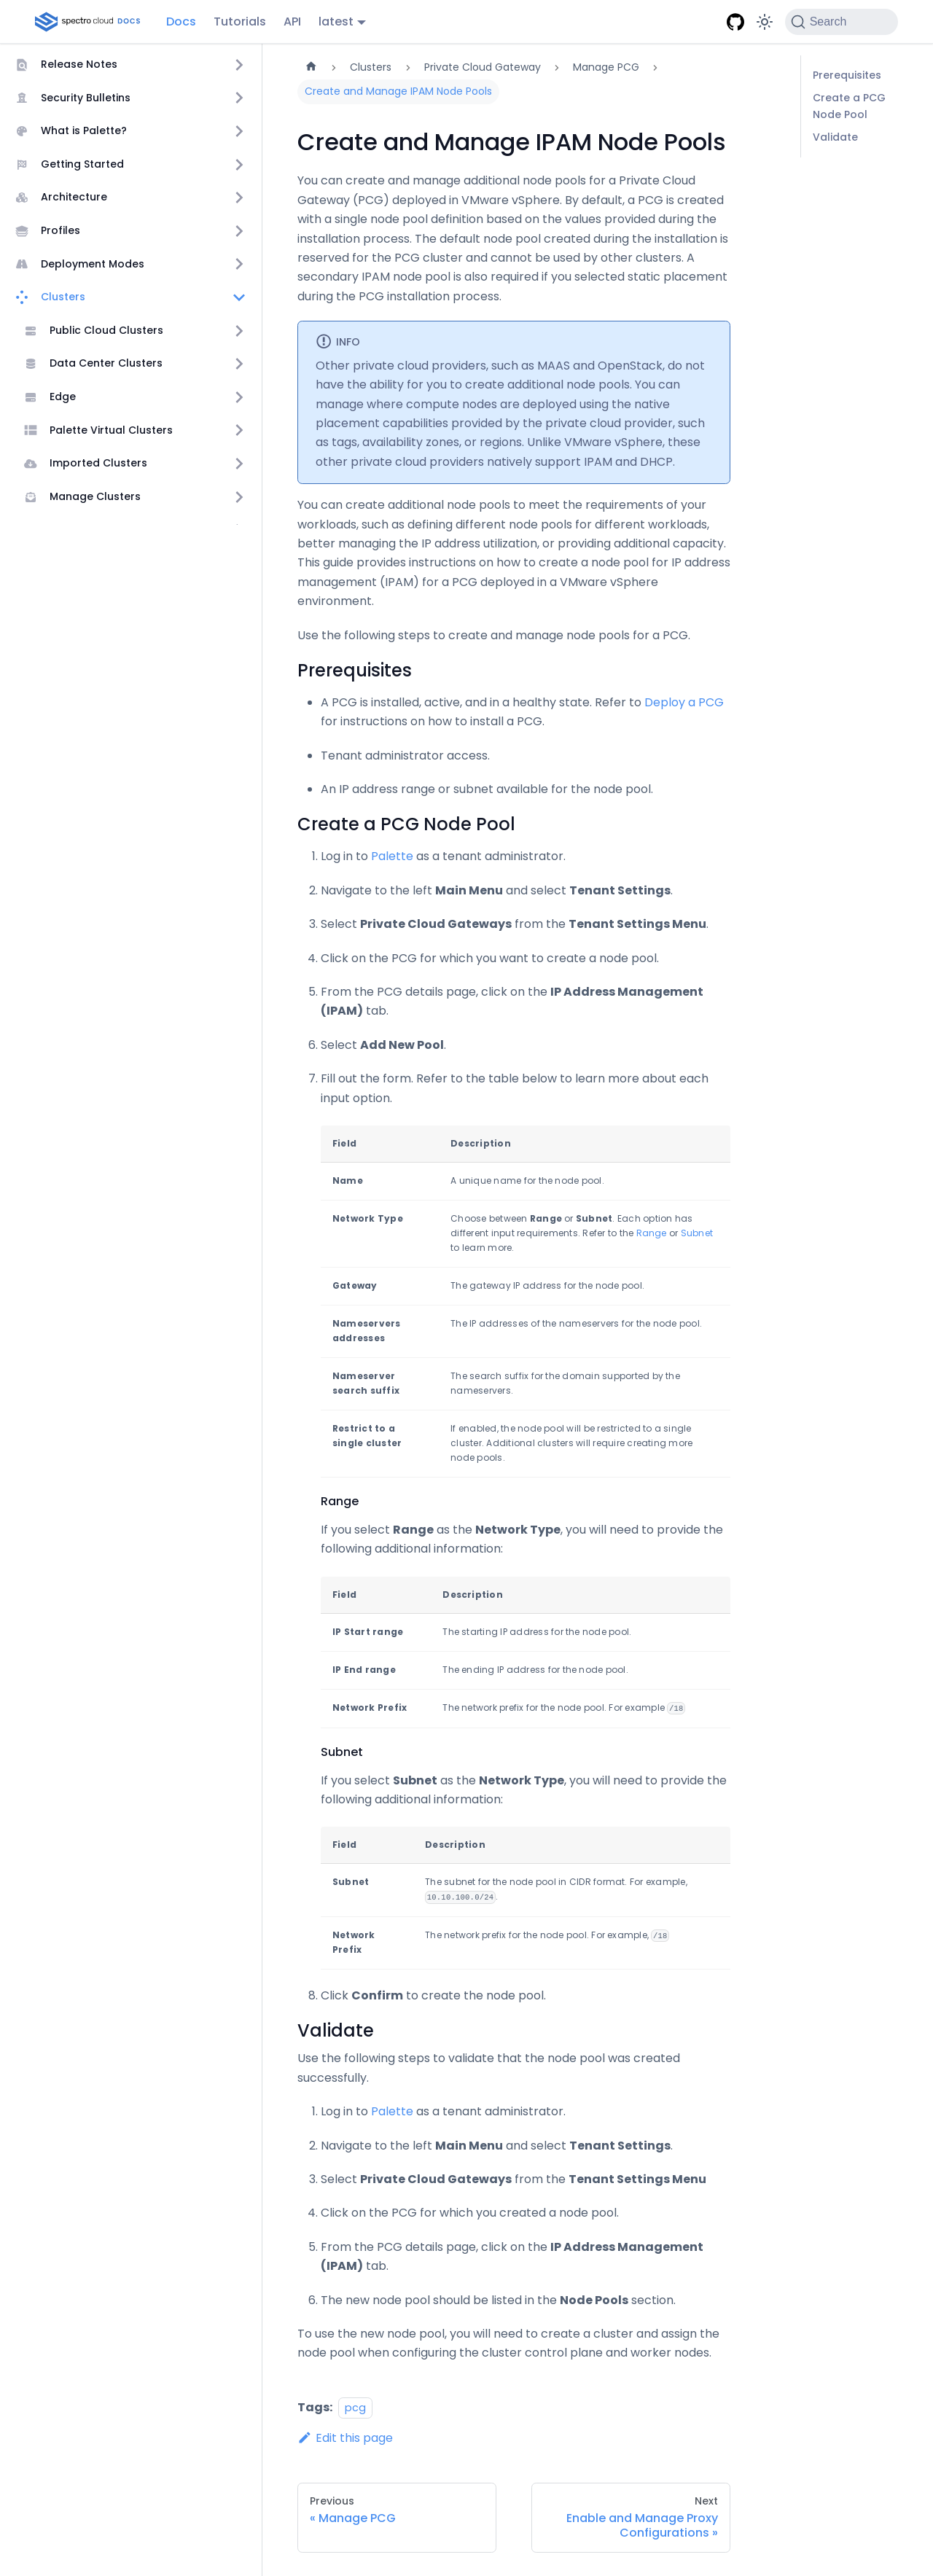 spectro cloud DOCS
Docs
Tutorials
API
latest
Search
Release Notes
Security Bulletins
What is Palette?
Getting Started
Architecture
Profiles
Deployment Modes
Clusters
Public Cloud Clusters
Data Center Clusters
Edge
Palette Virtual Clusters
Imported Clusters
Manage Clusters
Clusters
Private Cloud Gateway
Manage PCG
Create and Manage IPAM Node Pools
Prerequisites
Create a PCG
Node Pool
Validate
Create and Manage IPAM Node Pools
You can create and manage additional node pools for a Private Cloud
Gateway (PCG) deployed in VMware vSphere. By default, a PCG is created
with a single node pool definition based on the values provided during the
installation process. The default node pool created during the installation is
reserved for the PCG cluster and cannot be used by other clusters. A
secondary IPAM node pool is also required if you selected static placement
during the PCG installation process.
INFO
Other private cloud providers, such as MAAS and OpenStack, do not
have the ability for you to create additional node pools. You can
manage where compute nodes are deployed using the native
placement capabilities provided by the private cloud provider, such
as tags, availability zones, or regions. Unlike VMware vSphere, these
other private cloud providers natively support IPAM and DHCP.
You can create additional node pools to meet the requirements of your
workloads, such as defining different node pools for different workloads,
better managing the IP address utilization, or providing additional capacity.
This guide provides instructions on how to create a node pool for IP address
management (IPAM) for a PCG deployed in a VMware vSphere
environment.
Use the following steps to create and manage node pools for a PCG.
Prerequisites
• A PCG is installed, active, and in a healthy state. Refer to Deploy a PCG
for instructions on how to install a PCG.
• Tenant administrator access.
• An IP address range or subnet available for the node pool.
Create a PCG Node Pool
1. Log in to Palette as a tenant administrator.
2. Navigate to the left Main Menu and select Tenant Settings.
3. Select Private Cloud Gateways from the Tenant Settings Menu.
4. Click on the PCG for which you want to create a node pool.
5. From the PCG details page, click on the IP Address Management
(IPAM) tab.
6. Select Add New Pool.
7. Fill out the form. Refer to the table below to learn more about each
input option.
Field Description
Name A unique name for the node pool.
Network Type Choose between Range or Subnet. Each option has
different input requirements. Refer to the Range or Subnet
to learn more.
Gateway The gateway IP address for the node pool.
Nameservers The IP addresses of the nameservers for the node pool.
addresses
Nameserver The search suffix for the domain supported by the
search suffix nameservers.
Restrict to a If enabled, the node pool will be restricted to a single
single cluster cluster. Additional clusters will require creating more
node pools.
Range
If you select Range as the Network Type, you will need to provide the
following additional information:
Field Description
IP Start range The starting IP address for the node pool.
IP End range The ending IP address for the node pool.
Network Prefix The network prefix for the node pool. For example /18
Subnet
If you select Subnet as the Network Type, you will need to provide the
following additional information:
Field Description
Subnet The subnet for the node pool in CIDR format. For example,
10.10.100.0/24.
Network The network prefix for the node pool. For example, /18
Prefix
8. Click Confirm to create the node pool.
Validate
Use the following steps to validate that the node pool was created
successfully.
1. Log in to Palette as a tenant administrator.
2. Navigate to the left Main Menu and select Tenant Settings.
3. Select Private Cloud Gateways from the Tenant Settings Menu
4. Click on the PCG for which you created a node pool.
5. From the PCG details page, click on the IP Address Management
(IPAM) tab.
6. The new node pool should be listed in the Node Pools section.
To use the new node pool, you will need to create a cluster and assign the
node pool when configuring the cluster control plane and worker nodes.
Tags: pcg
Edit this page
Previous
« Manage PCG
Next
Enable and Manage Proxy
Configurations »